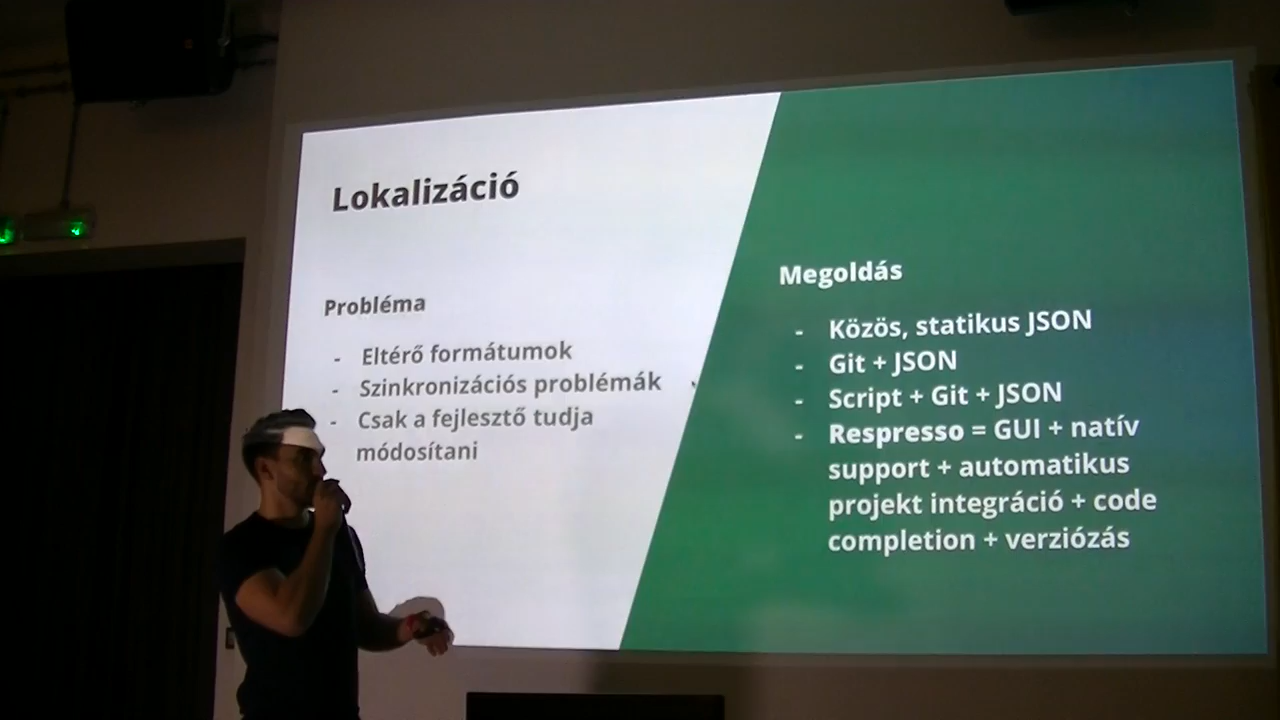 Lokalizáció
Probléma
- Eltérő formátumok
- Szinkronizációs problémák
- Csak a fejlesztő tudja
módosítani
Megoldás
- Közös, statikus JSON
- Git + JSON
- Script + Git + JSON
- Respresso = GUI + natív
support + automatikus
projekt integráció + code
completion + verziózás